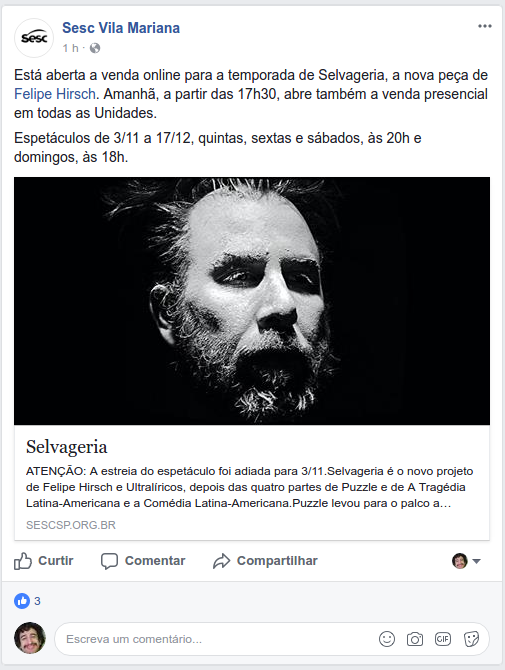 sesc
Sesc Vila Mariana
1 h ·
Está aberta a venda online para a temporada de Selvageria, a nova peça de
Felipe Hirsch. Amanhã, a partir das 17h30, abre também a venda presencial
em todas as Unidades.
Espetáculos de 3/11 a 17/12, quintas, sextas e sábados, às 20h e
domingos, às 18h.
Selvageria
ATENÇÃO: A estreia do espetáculo foi adiada para 3/11.Selvageria é o novo projeto
de Felipe Hirsch e Ultralíricos, depois das quatro partes de Puzzle e de A Tragédia
Latina-Americana e a Comédia Latina-Americana.Puzzle levou para o palco a…
SESCSP.ORG.BR
Curtir Comentar Compartilhar
3
Escreva um comentário...
GIF